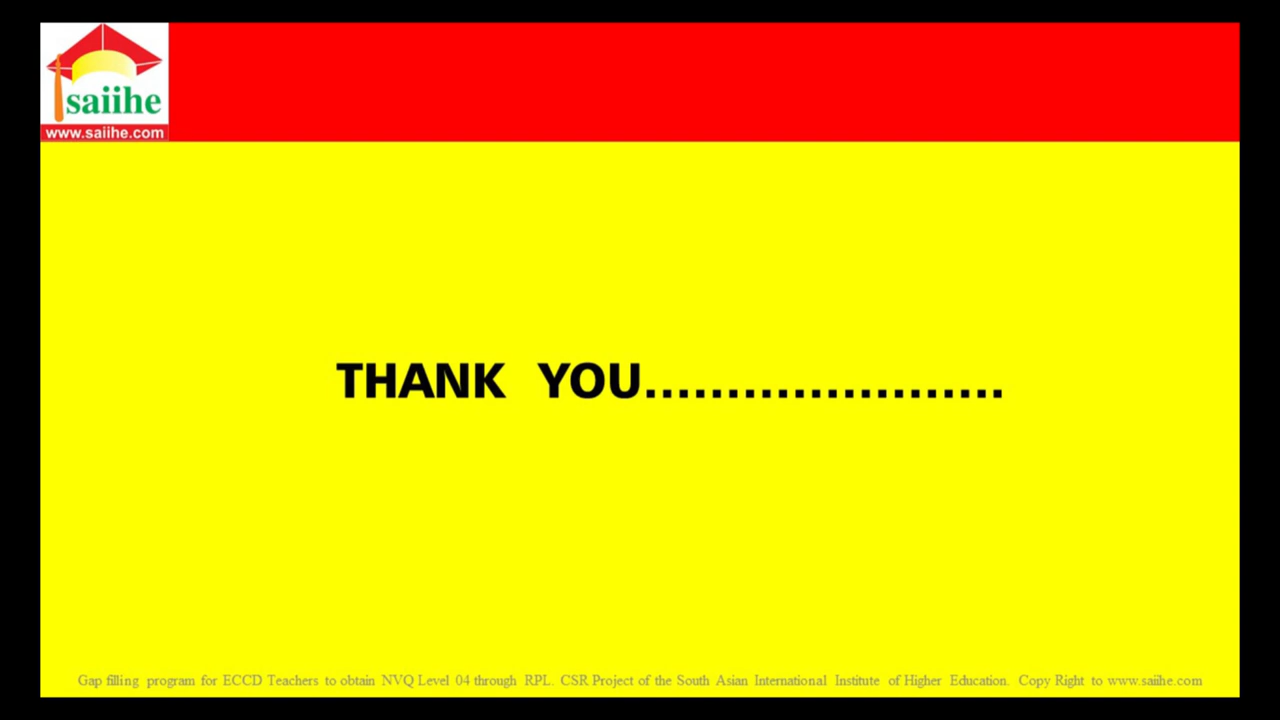 saiihe
www.saiihe.com
THANK YOU......................
Gap filling program for ECCD Teachers to obtain NVQ Level 04 through RPL. CSR Project of the South Asian International Institute of Higher Education. Copy Right to www.saiihe.com